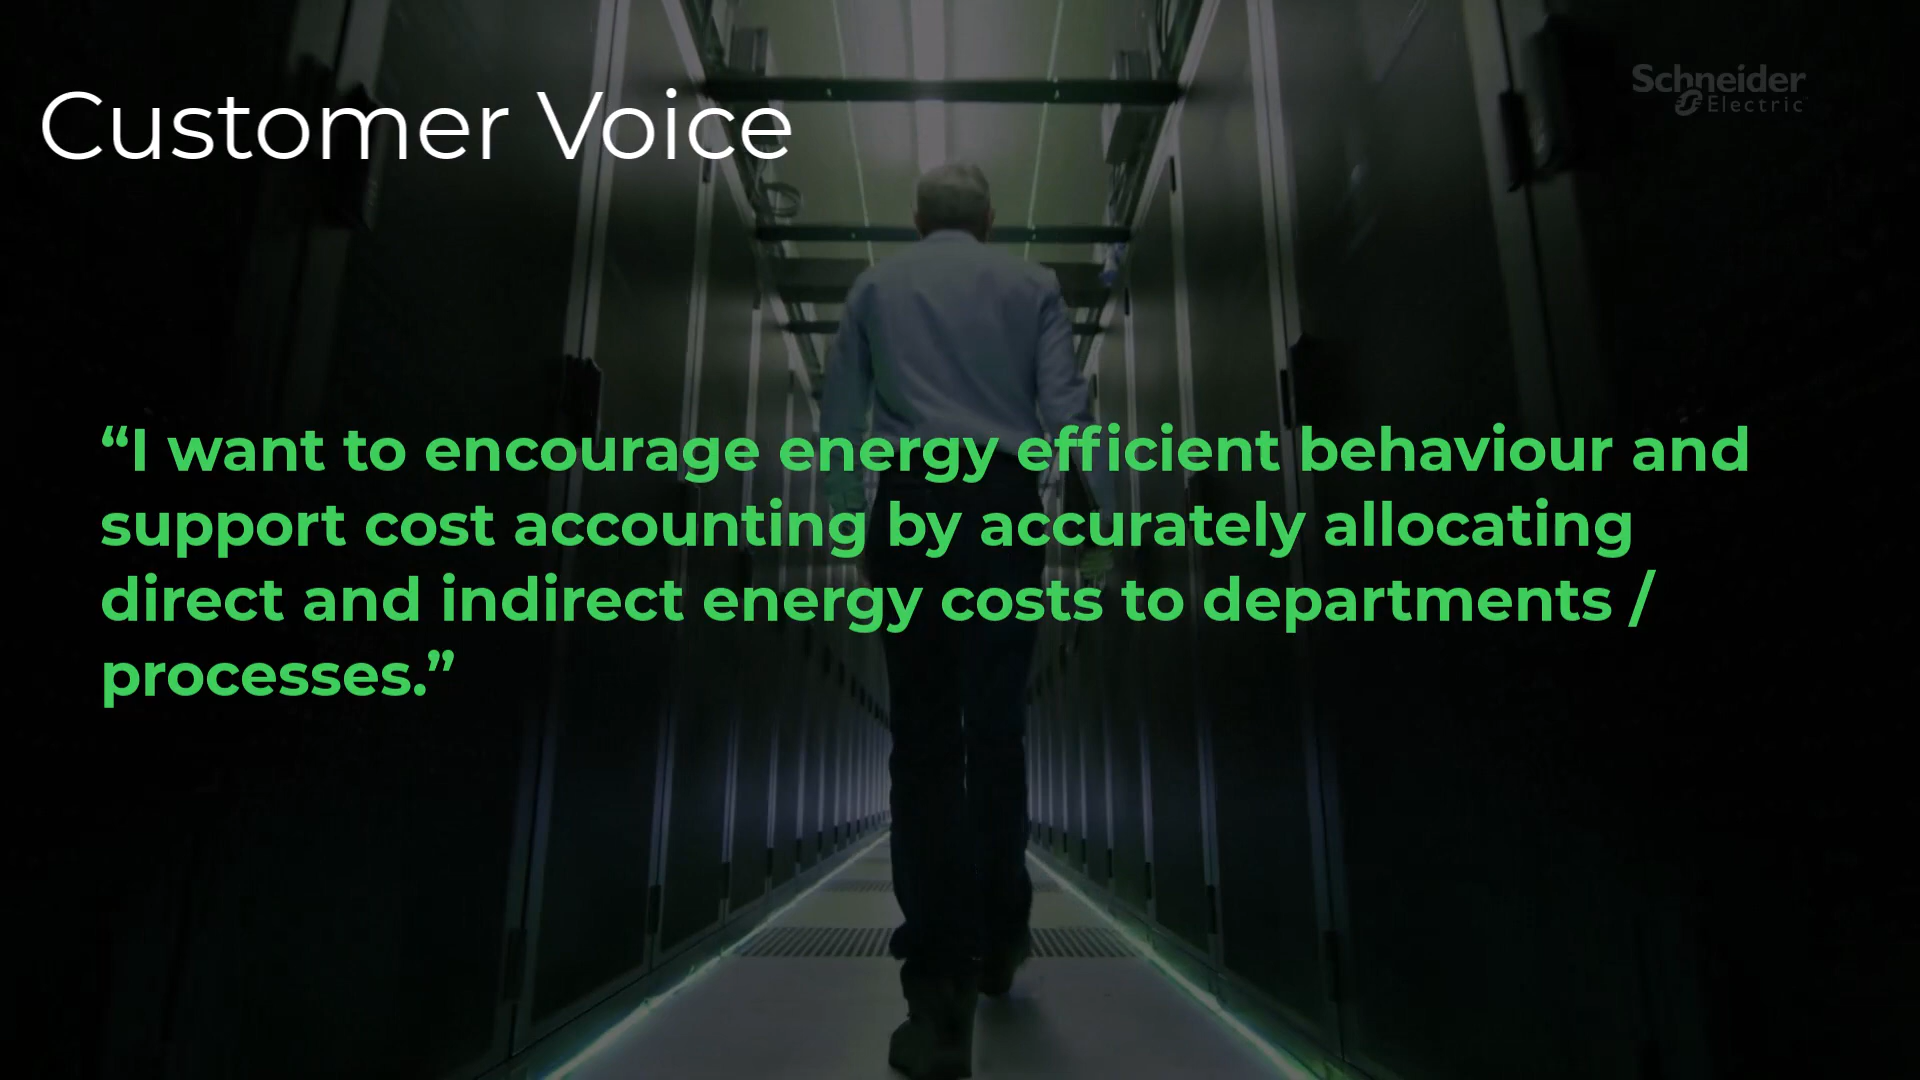 Customer Voice
Schneider
Electric
“I want to encourage energy efficient behaviour and
support cost accounting by accurately allocating
direct and indirect energy costs to departments /
processes.”